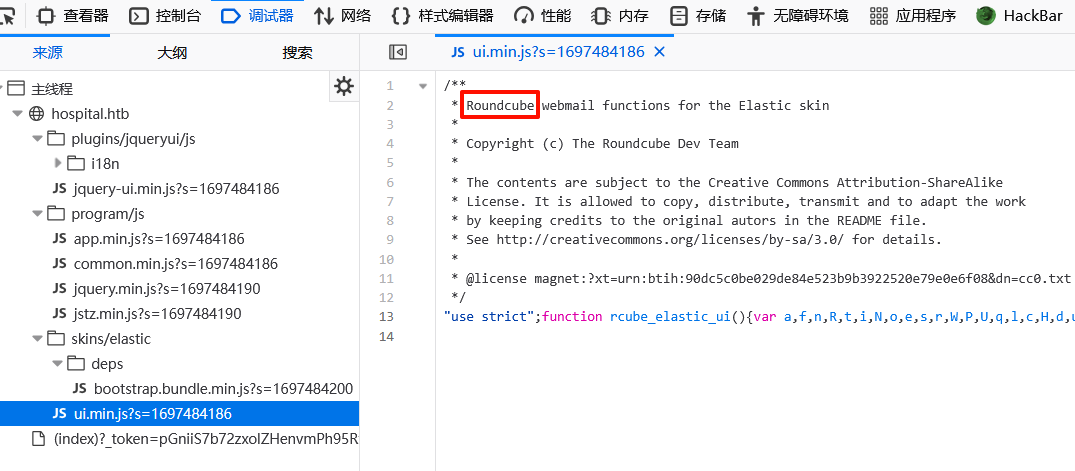 查看器 控制台 调试器 网络 样式编辑器 性能 内存 存储 无障碍环境 应用程序 HackBar
来源 大纲 搜索
JS ui.min.js?s=1697484186
主线程
hospital.htb
plugins/jqueryui/js
i18n
JS jquery-ui.min.js?s=1697484186
program/js
JS app.min.js?s=1697484186
JS common.min.js?s=1697484186
JS jquery.min.js?s=1697484190
JS jstz.min.js?s=1697484190
skins/elastic
deps
JS bootstrap.bundle.min.js?s=1697484200
JS ui.min.js?s=1697484186
(index)?_token=pGniiS7b72zxolZHenvmPh95R
1 /**
2 * Roundcube webmail functions for the Elastic skin
3 *
4 * Copyright (c) The Roundcube Dev Team
5 *
6 * The contents are subject to the Creative Commons Attribution-ShareAlike
7 * License. It is allowed to copy, distribute, transmit and to adapt the work
8 * by keeping credits to the original autors in the README file.
9 * See http://creativecommons.org/licenses/by-sa/3.0/ for details.
10 *
11 * @license magnet:?xt=urn:btih:90dc5c0be029de84e523b9b3922520e79e0e6f08&dn=cc0.txt
12 */
13 "use strict";function rcube_elastic_ui(){var a,f,n,R,t,i,N,o,e,s,r,W,P,U,q,l,c,H,d,u
14